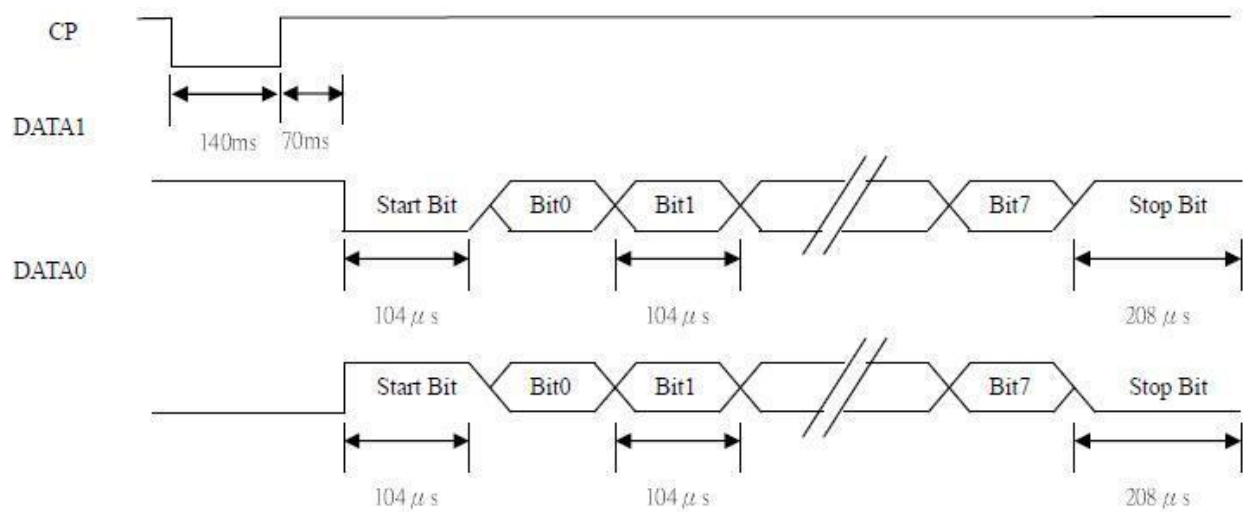 CP
140ms 70ms
DATA1
Start Bit Bit0 Bit1 Bit7 Stop Bit
DATA0
104 μ s 104 μ s 208 μ s
Start Bit Bit0 Bit1 Bit7 Stop Bit
104 μ s 104 μ s 208 μ s